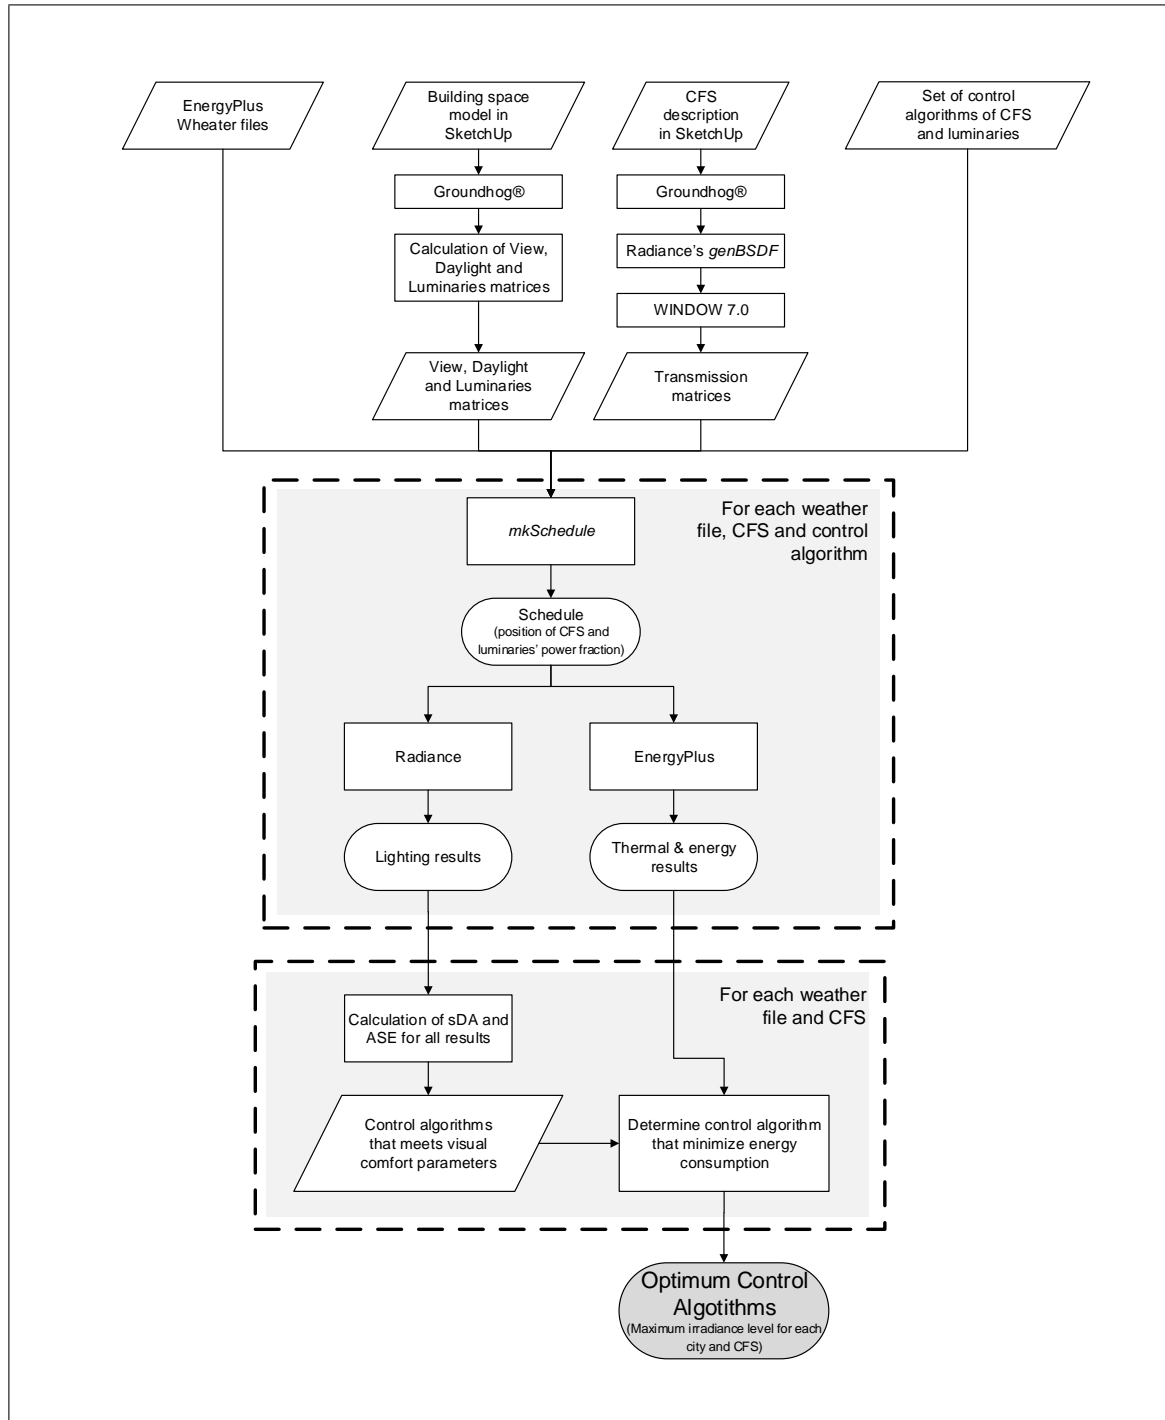 EnergyPlus
Wheater files
Building space
model in
SketchUp
CFS
description
in SketchUp
Set of control
algorithms of CFS
and luminaries
Groundhog®
Groundhog®
Calculation of View,
Daylight and
Luminaries matrices
Radiance's genBSDF
WINDOW 7.0
View, Daylight
and Luminaries
matrices
Transmission
matrices
For each weather
file, CFS and control
algorithm
mkSchedule
Schedule
(position of CFS and
luminaries' power fraction)
Radiance
EnergyPlus
Lighting results
Thermal & energy
results
For each weather
file and CFS
Calculation of sDA and
ASE for all results
Control algorithms
that meets visual
comfort parameters
Determine control algorithm
that minimize energy
consumption
Optimum Control
Algotithms
(Maximum irradiance level for each
city and CFS)